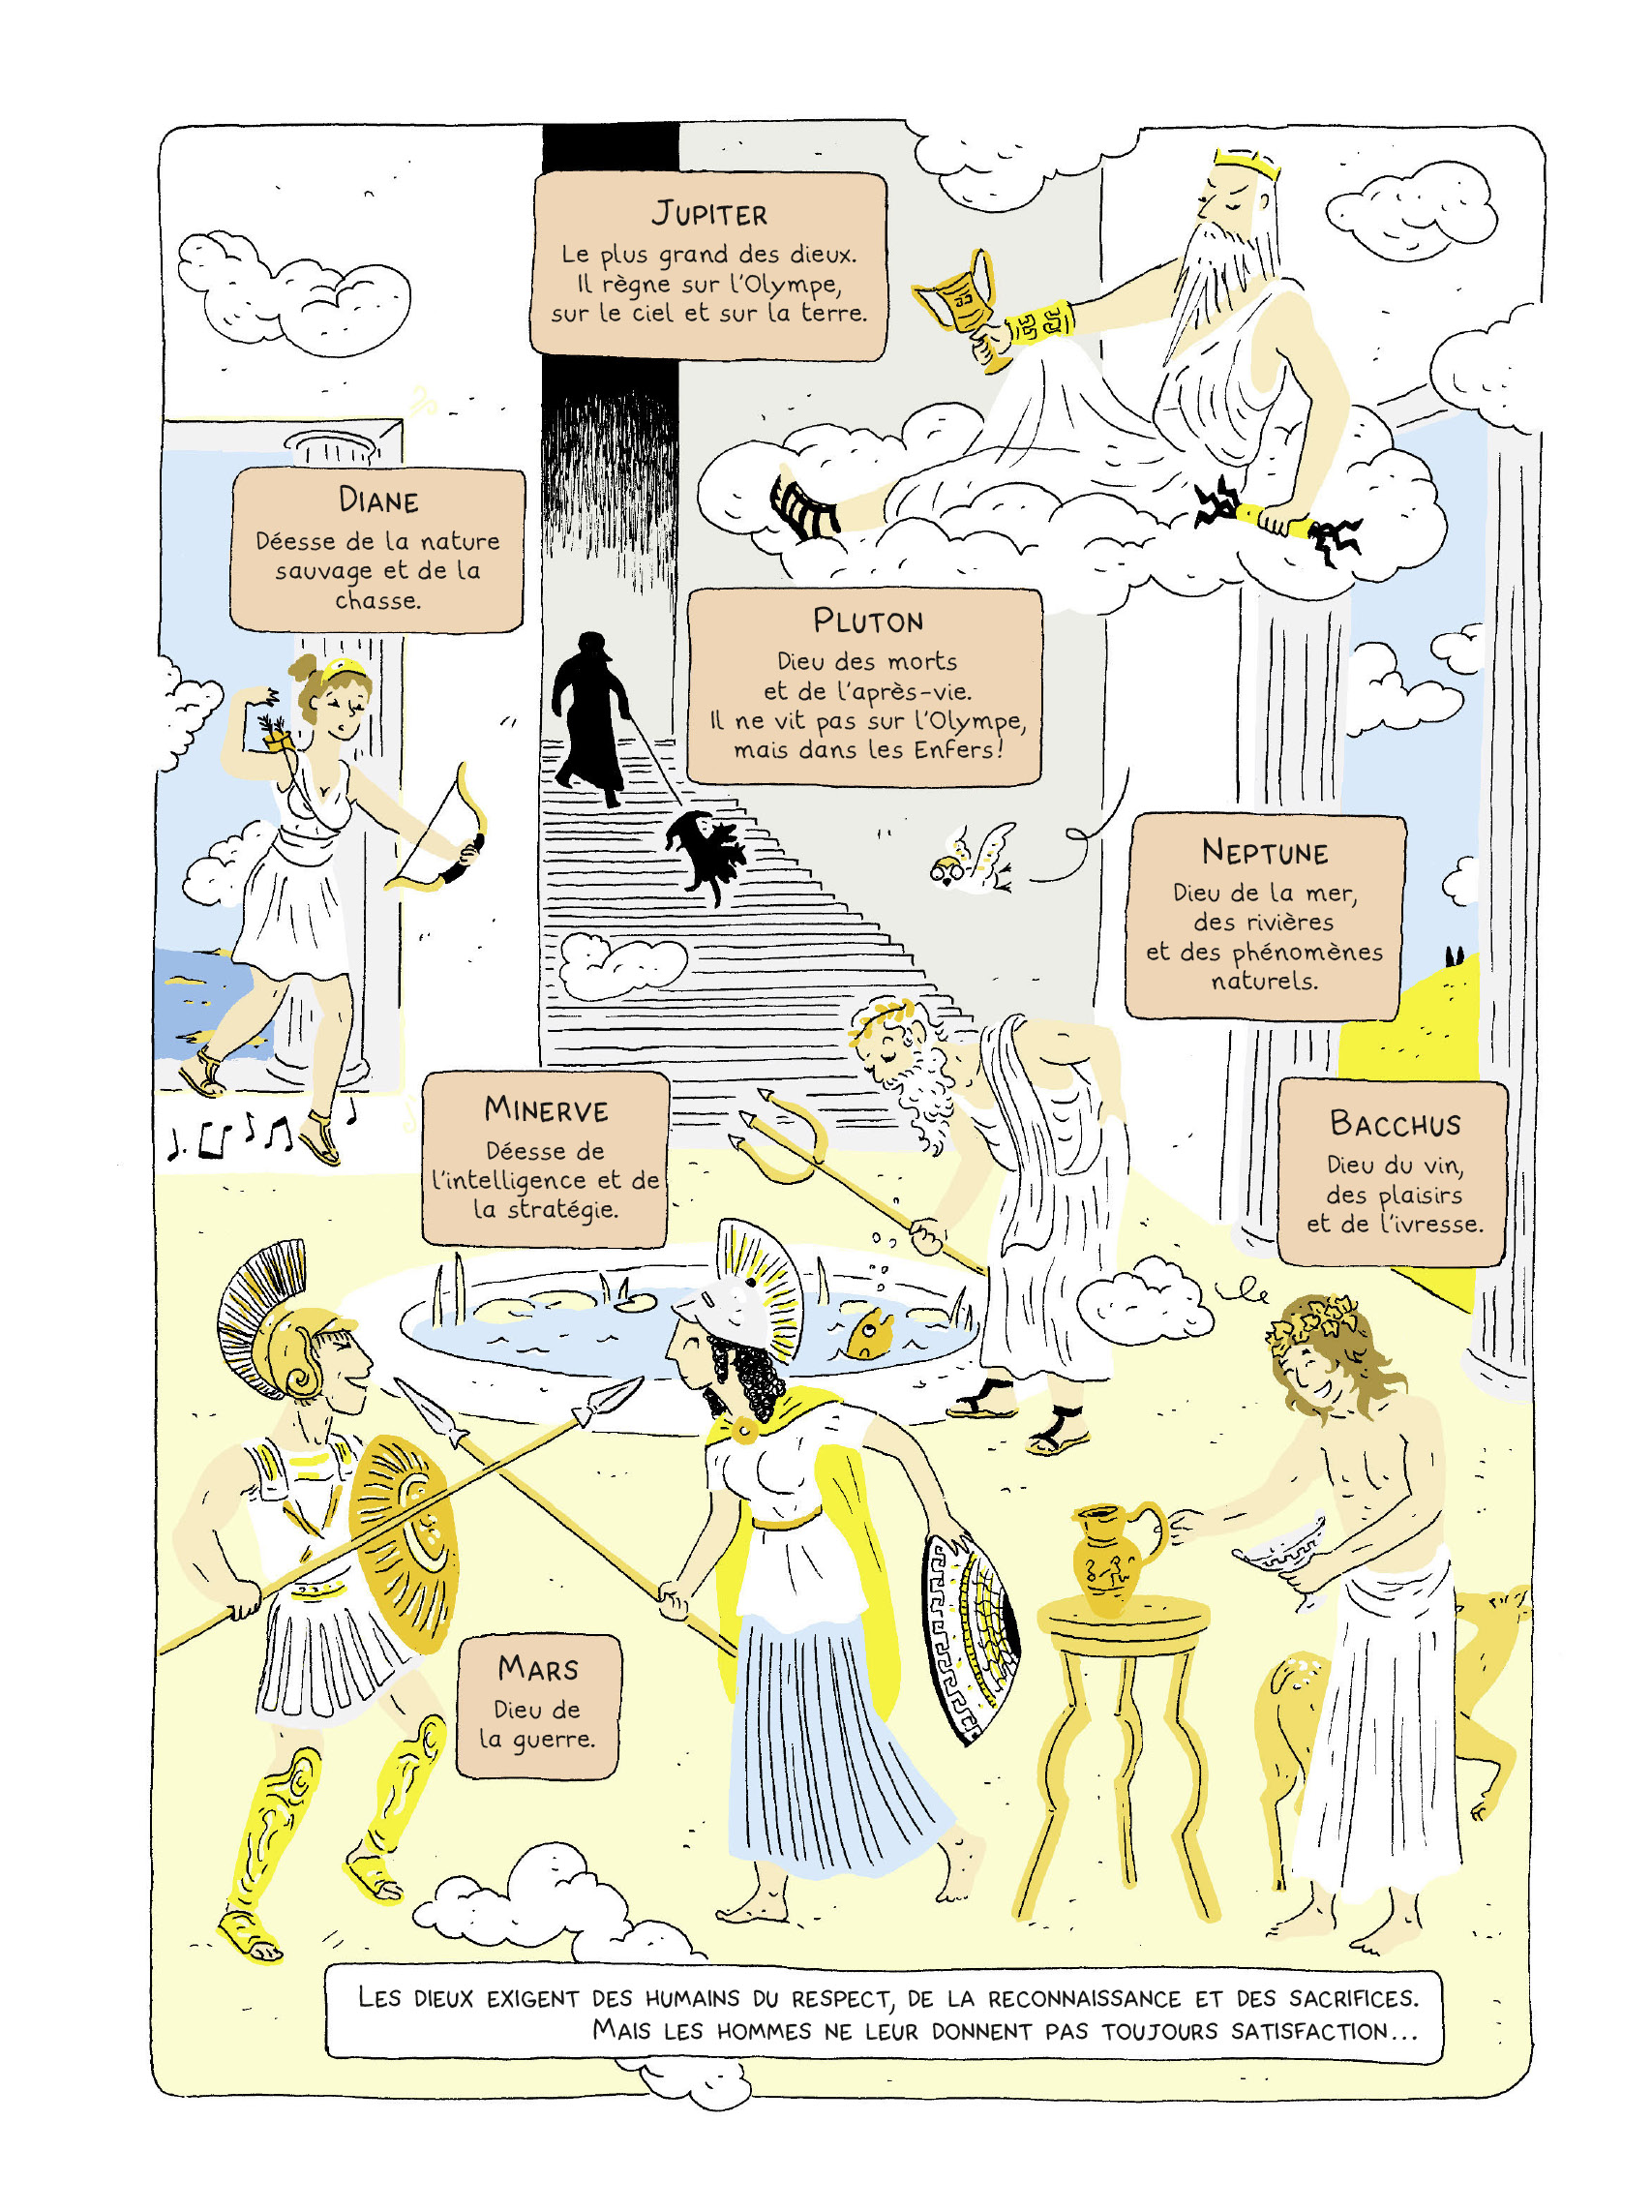 JUPITER
Le plus grand des dieux.
Il règne sur l'Olympe,
sur le ciel et sur la terre.
DIANE
Déesse de la nature
sauvage et de la
chasse.
PLUTON
Dieu des morts
et de l'après-vie.
Il ne vit pas sur l'Olympe,
mais dans les Enfers!
NEPTUNE
Dieu de la mer,
des rivières
et des phénomènes
naturels.
MINERVE
Déesse de
l'intelligence et de
la stratégie.
BACCHUS
Dieu du vin,
des plaisirs
et de l'ivresse.
MARS
Dieu de
la guerre.
LES DIEUX EXIGENT DES HUMAINS DU RESPECT, DE LA RECONNAISSANCE ET DES SACRIFICES.
MAIS LES HOMMES NE LEUR DONNENT PAS TOUJOURS SATISFACTION...